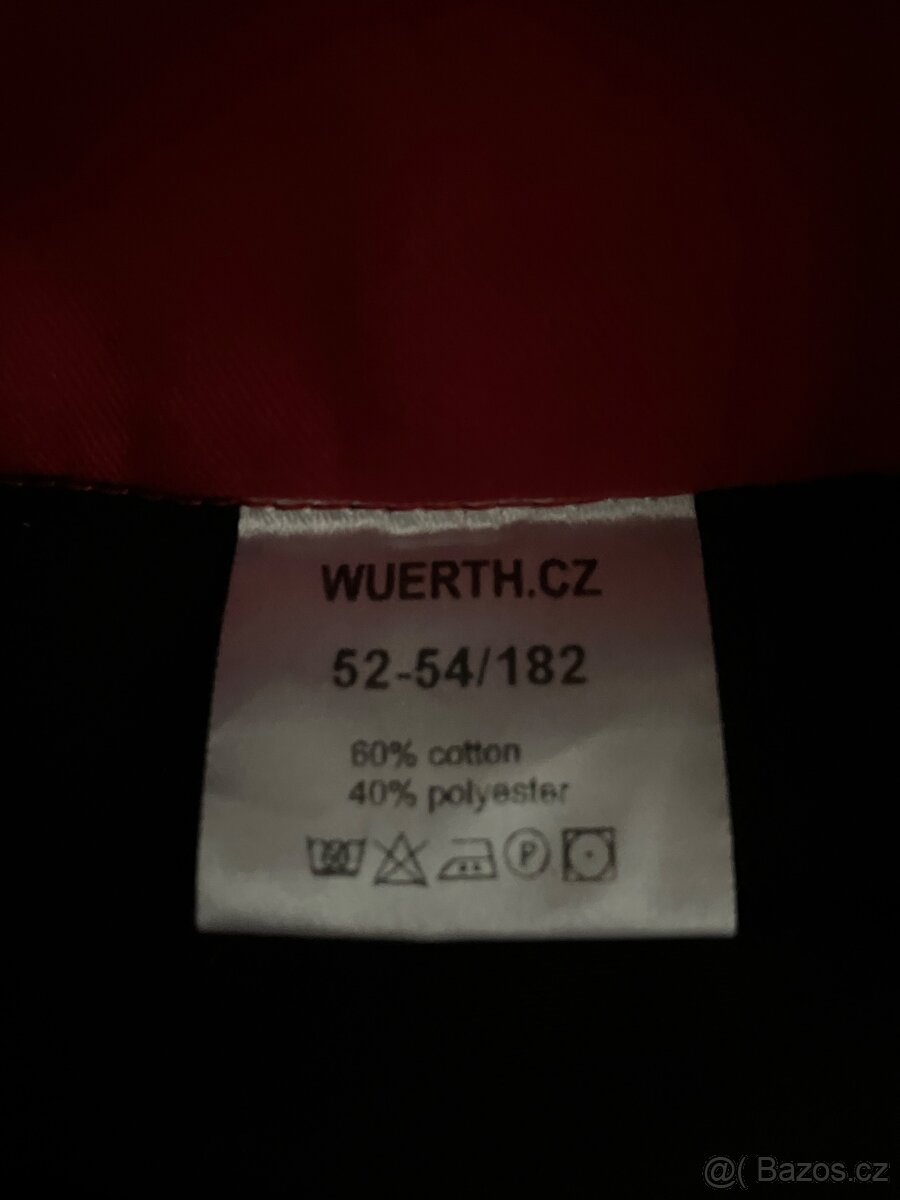 WUERTH.CZ
52-54/182
60% cotton
40% polyester
P
@( Bazos.cz